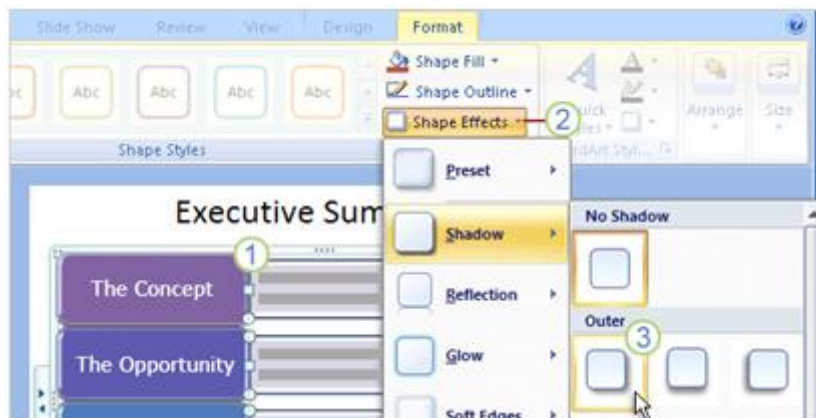 Slide Show Review View Design Format
Shape Fill
Abc Abc Abc Abc
Shape Outline
Arrange Size
Shape Effects
2
Shape Styles
Preset
Executive Sum
No Shadow
Shadow
1
The Concept
Reflection
Outer
3
The Opportunity
Glow
Soft Edges